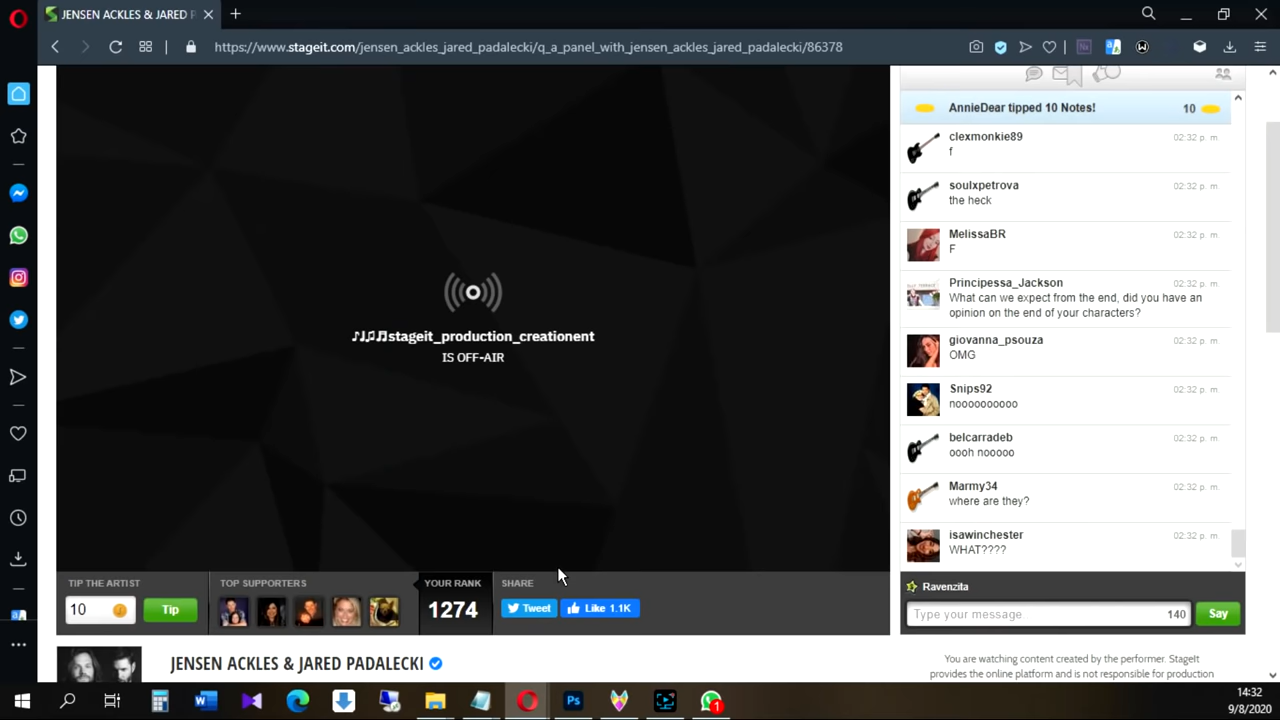 JENSEN ACKLES & JARED P
https://www.stageit.com/jensen_ackles_jared_padalecki/q_a_panel_with_jensen_ackles_jared_padalecki/86378
♪♩♫♬stageit_production_creationent
IS OFF-AIR
AnnieDear tipped 10 Notes! 10
clexmonkie89 02:32 p. m.
f
soulxpetrova 02:32 p. m.
the heck
MelissaBR 02:32 p. m.
F
Principessa_Jackson 02:32 p. m.
What can we expect from the end, did you have an
opinion on the end of your characters?
giovanna_psouza 02:32 p. m.
OMG
Snips92 02:32 p. m.
noooooooooo
belcarradeb 02:32 p. m.
oooh nooooo
Marmy34 02:32 p. m.
where are they?
isawinchester 02:32 p. m.
WHAT????
Ravenzita
Type your message... 140 Say
TIP THE ARTIST TOP SUPPORTERS YOUR RANK SHARE
10 Tip 1274 Tweet Like 1.1K
JENSEN ACKLES & JARED PADALECKI
You are watching content created by the performer. StageIt
provides the online platform and is not responsible for production
1
14:32
9/8/2020